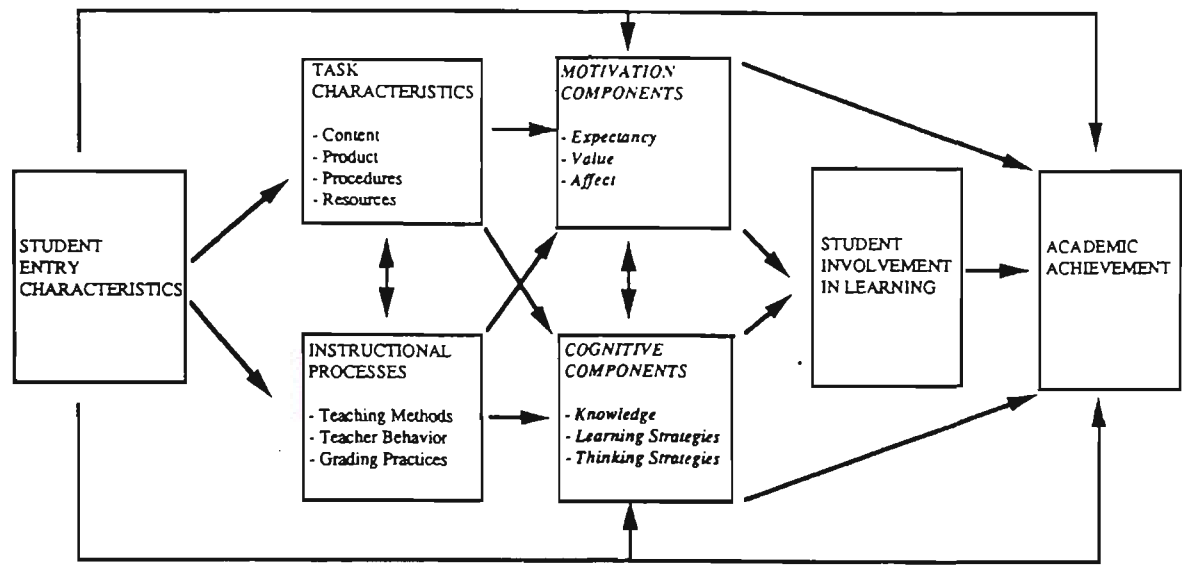 STUDENT
ENTRY
CHARACTERISTICS
TASK
CHARACTERISTICS
- Content
- Product
- Procedures
- Resources
INSTRUCTIONAL
PROCESSES
- Teaching Methods
- Teacher Behavior
- Grading Practices
MOTIVATION
COMPONENTS
- Expectancy
- Value
- Affect
COGNITIVE
COMPONENTS
- Knowledge
- Learning Strategies
- Thinking Strategies
STUDENT
INVOLVEMENT
IN LEARNING
ACADEMIC
ACHIEVEMENT